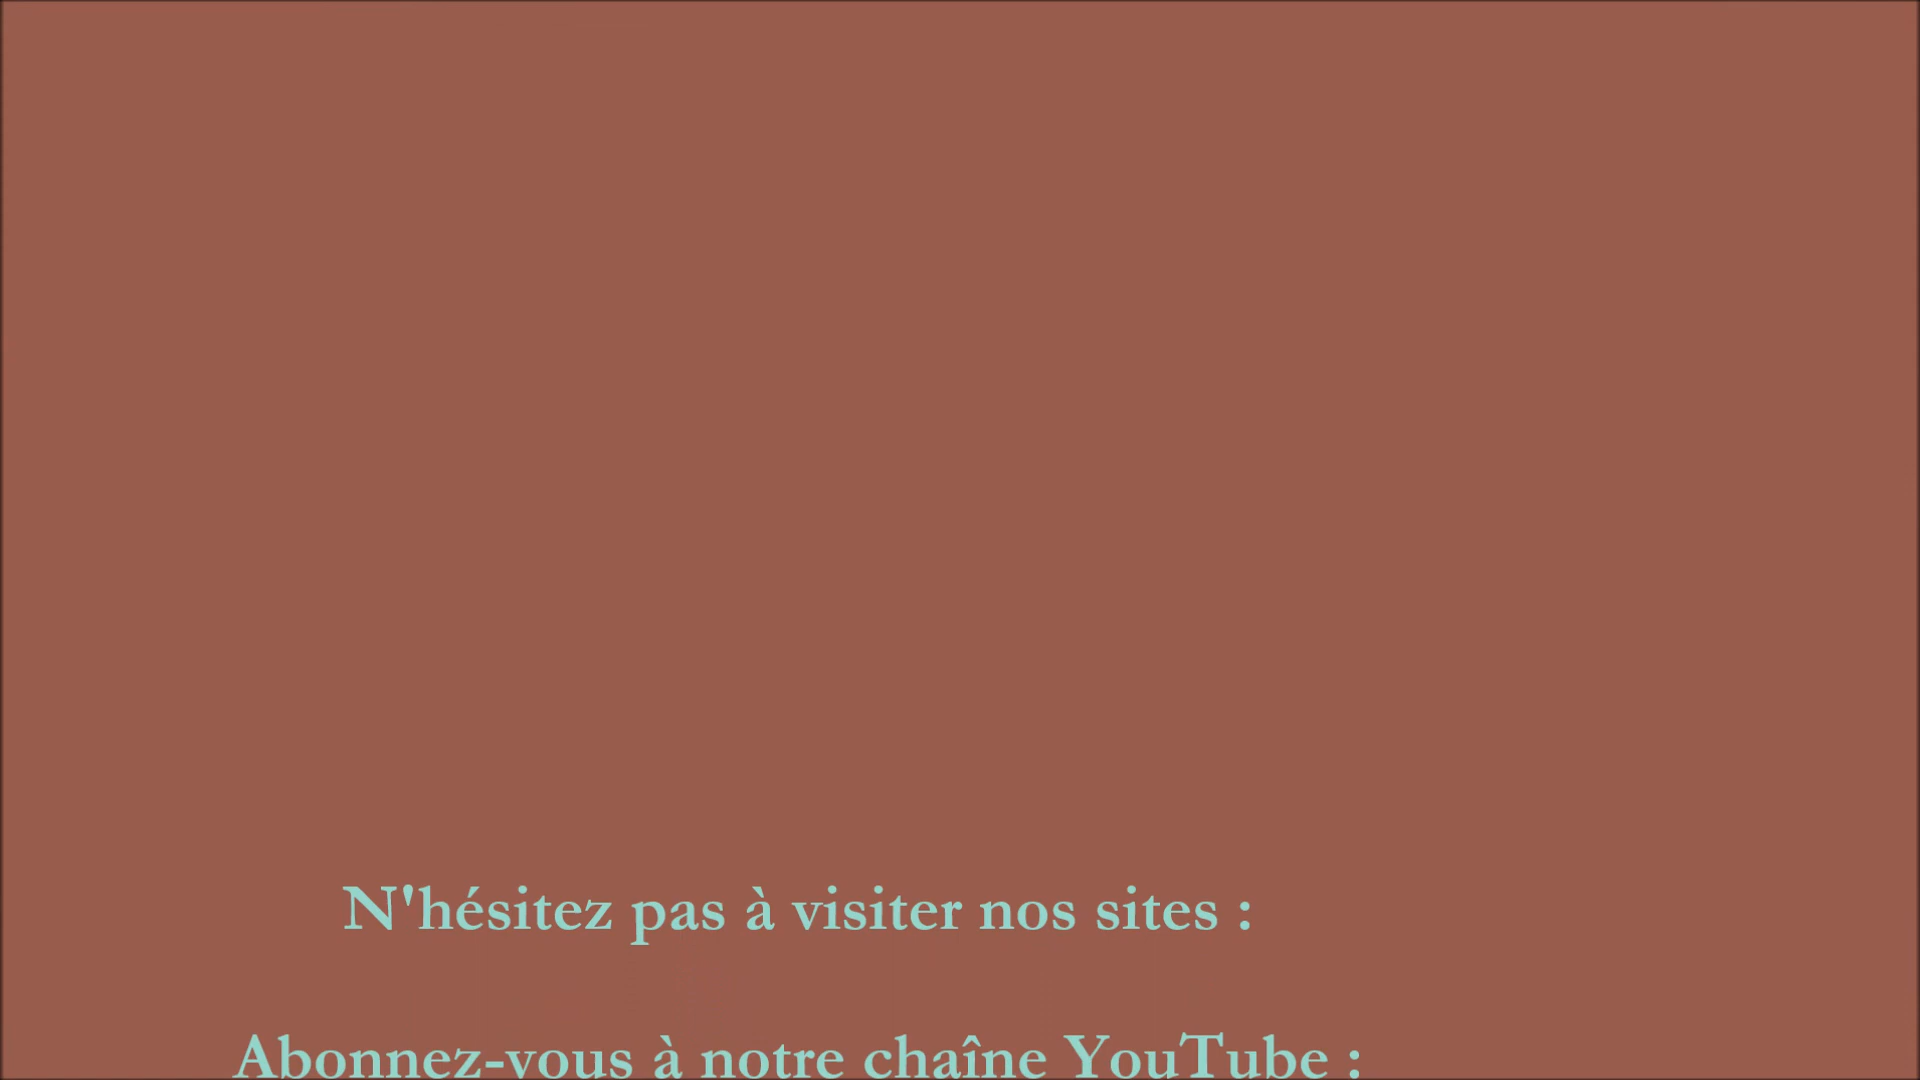 N'hésitez pas à visiter nos sites :
Abonnez-vous à notre chaîne YouTube :